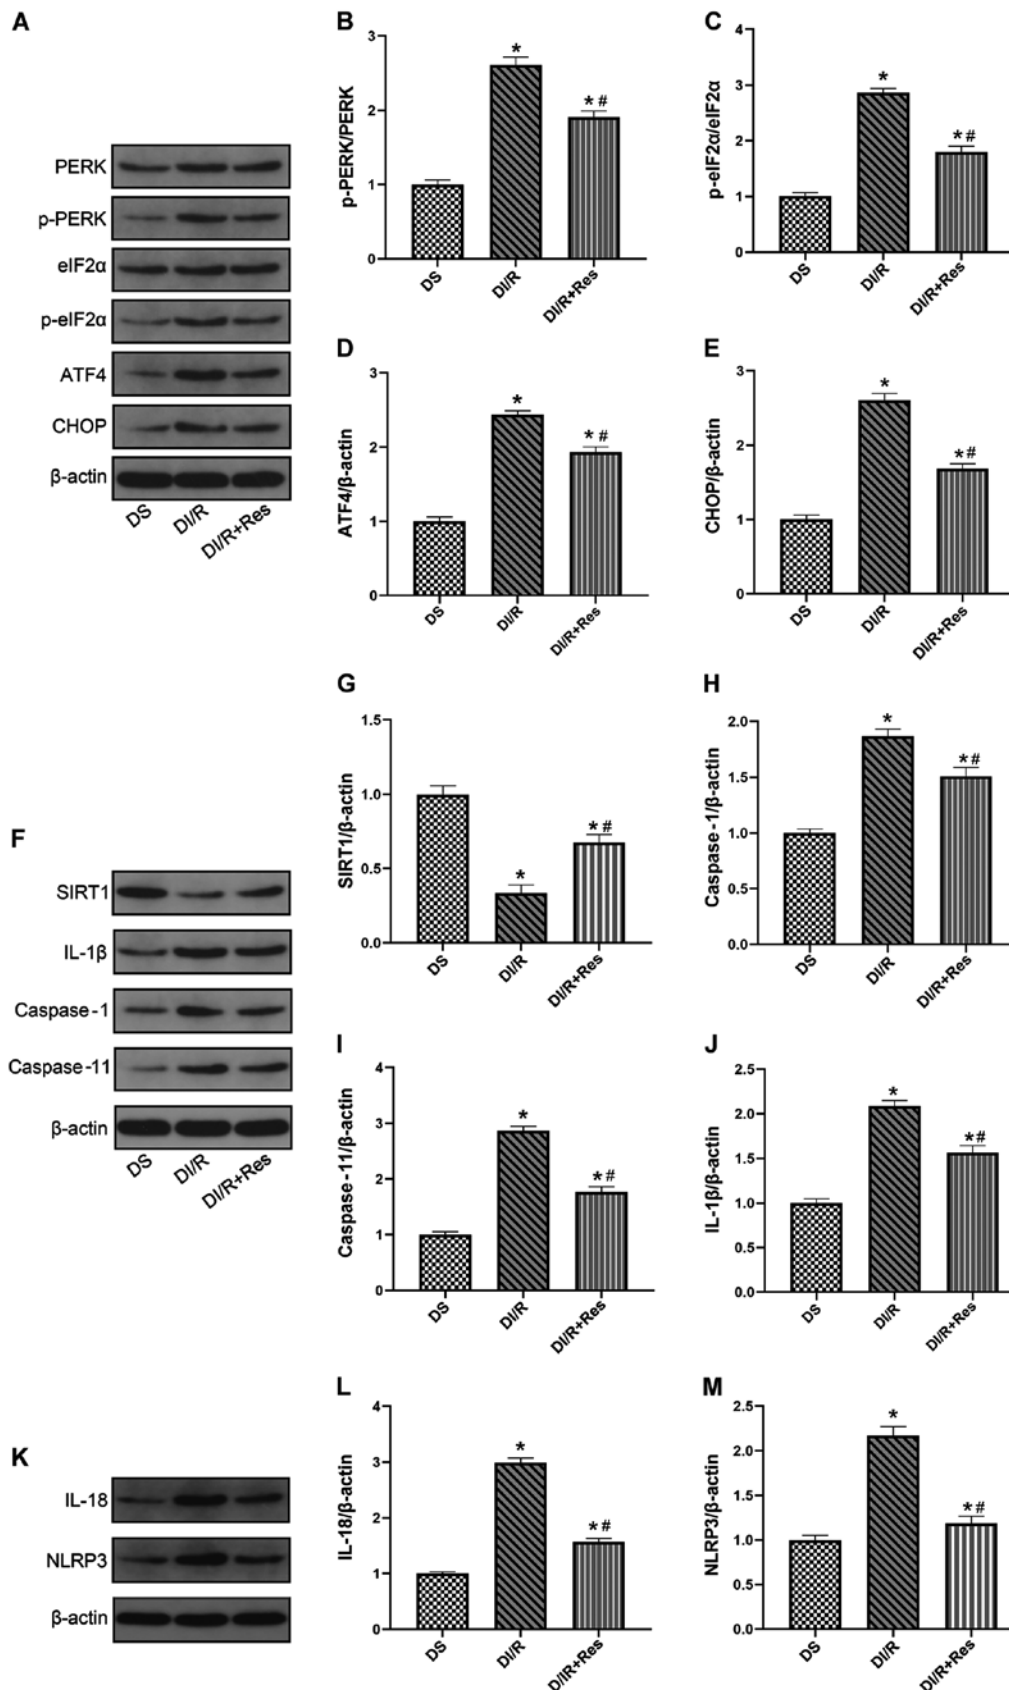 A
PERK
p-PERK
eIF2α
p-eIF2α
ATF4
CHOP
β-actin
DS
DI/R
DI/R+Res
B
p-PERK/PERK
3
2
1
0
*
* #
DS
DI/R
DI/R+Res
C
p-eIF2α/eIF2α
4
3
2
1
0
*
* #
DS
DI/R
DI/R+Res
D
ATF4/β-actin
3
2
1
0
*
* #
DS
DI/R
DI/R+Res
E
CHOP/β-actin
3
2
1
0
*
* #
DS
DI/R
DI/R+Res
F
SIRT1
IL-1β
Caspase-1
Caspase-11
β-actin
DS
DI/R
DI/R+Res
G
SIRT1/β-actin
1.5
1.0
0.5
0.0
*
* #
DS
DI/R
DI/R+Res
H
Caspase-1/β-actin
2.0
1.5
1.0
0.5
0.0
*
* #
DS
DI/R
DI/R+Res
I
Caspase-11/β-actin
4
3
2
1
0
*
* #
DS
DI/R
DI/R+Res
J
IL-1β/β-actin
2.5
2.0
1.5
1.0
0.5
0.0
*
* #
DS
DI/R
DI/R+Res
K
IL-18
NLRP3
β-actin
L
IL-18/β-actin
4
3
2
1
0
*
* #
DS
DI/R
D/IR+Res
M
NLRP3/β-actin
2.5
2.0
1.5
1.0
0.5
0.0
*
* #
DS
DI/R
DI/R+Res